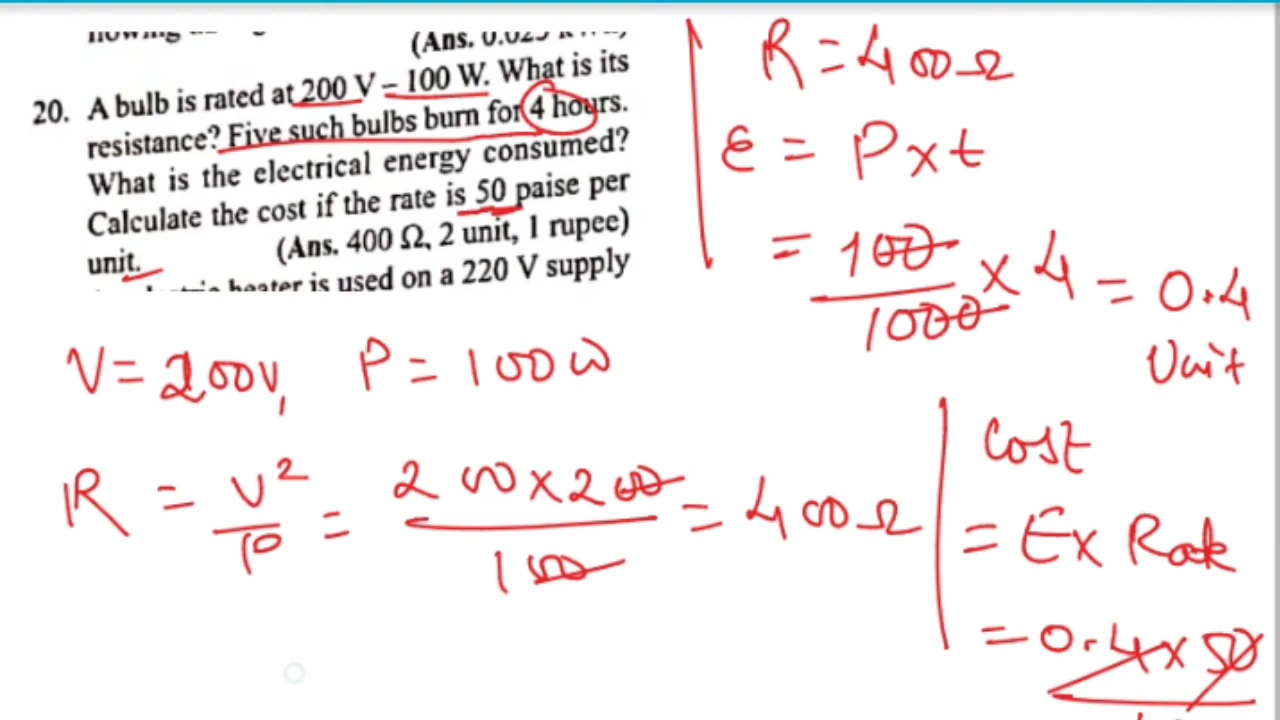 (Ans. 0.025
20. A bulb is rated at 200 V – 100 W. What is its
resistance? Five such bulbs burn for 4 hours.
What is the electrical energy consumed?
Calculate the cost if the rate is 50 paise per
unit. (Ans. 400 Ω, 2 unit, 1 rupee)
heater is used on a 220 V supply
V = 200V, P = 100W
R = V²/P = 200×200/100 = 400Ω
R = 400Ω
E = P×t
= 100/1000 × 4 = 0.4
Unit
Cost
= E× Rate
= 0.4×50